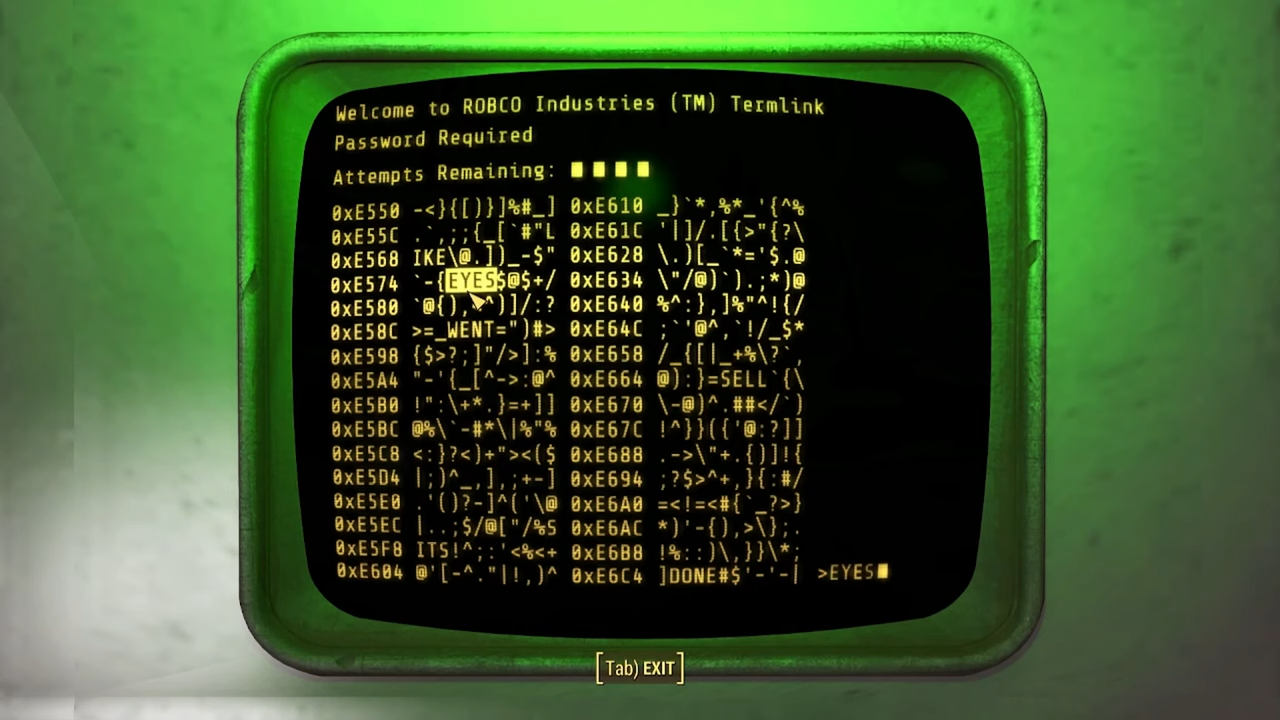 Welcome to ROBCO Industries (TM) Termlink
Password Required
Attempts Remaining: ■ ■ ■ ■
0xE550 -<}{[)}]%#_] 0xE610 _}`*,%*_'{^%
0xE55C .`,;;{_[`#"L 0xE61C '|]/.[{>"{?\
0xE568 IKE\@.])_-$" 0xE628 \.)[_`*='$.@
0xE574 `-{EYES$@$+/ 0xE634 \"/@)`).;*)@
0xE580 `@{),*^)]/:? 0xE640 %^:},]%"^!{/
0xE58C >=_WENT=")#> 0xE64C ;`'@^,`!/_$*
0xE598 {$>?;]"/>]:% 0xE658 /_{[|_+%\?`,
0xE5A4 "-'{_[^->:@^ 0xE664 @):}=SELL`{\
0xE5B0 !":\+*.}=+]] 0xE670 \-@)^.##</`)
0xE5BC @%\`-#*\|%"% 0xE67C !^}}({'@:?]]
0xE5C8 <:}?<)+"><($ 0xE688 .->\"+.{)]!{
0xE5D4 |;)^_,],;+-] 0xE694 ;?$>^+,}{:#/
0xE5E0 .'()?-]^('\@ 0xE6A0 =<!=<#{`_?>}
0xE5EC |..;$/@["/%S 0xE6AC *)'-{),>\};.
0xE5F8 ITS!^;:'<%<+ 0xE6B8 !%::)\,}}\*;
0xE604 @'[-^."|!,)^ 0xE6C4 ]DONE#$'-'-| >EYES■
[Tab) EXIT]